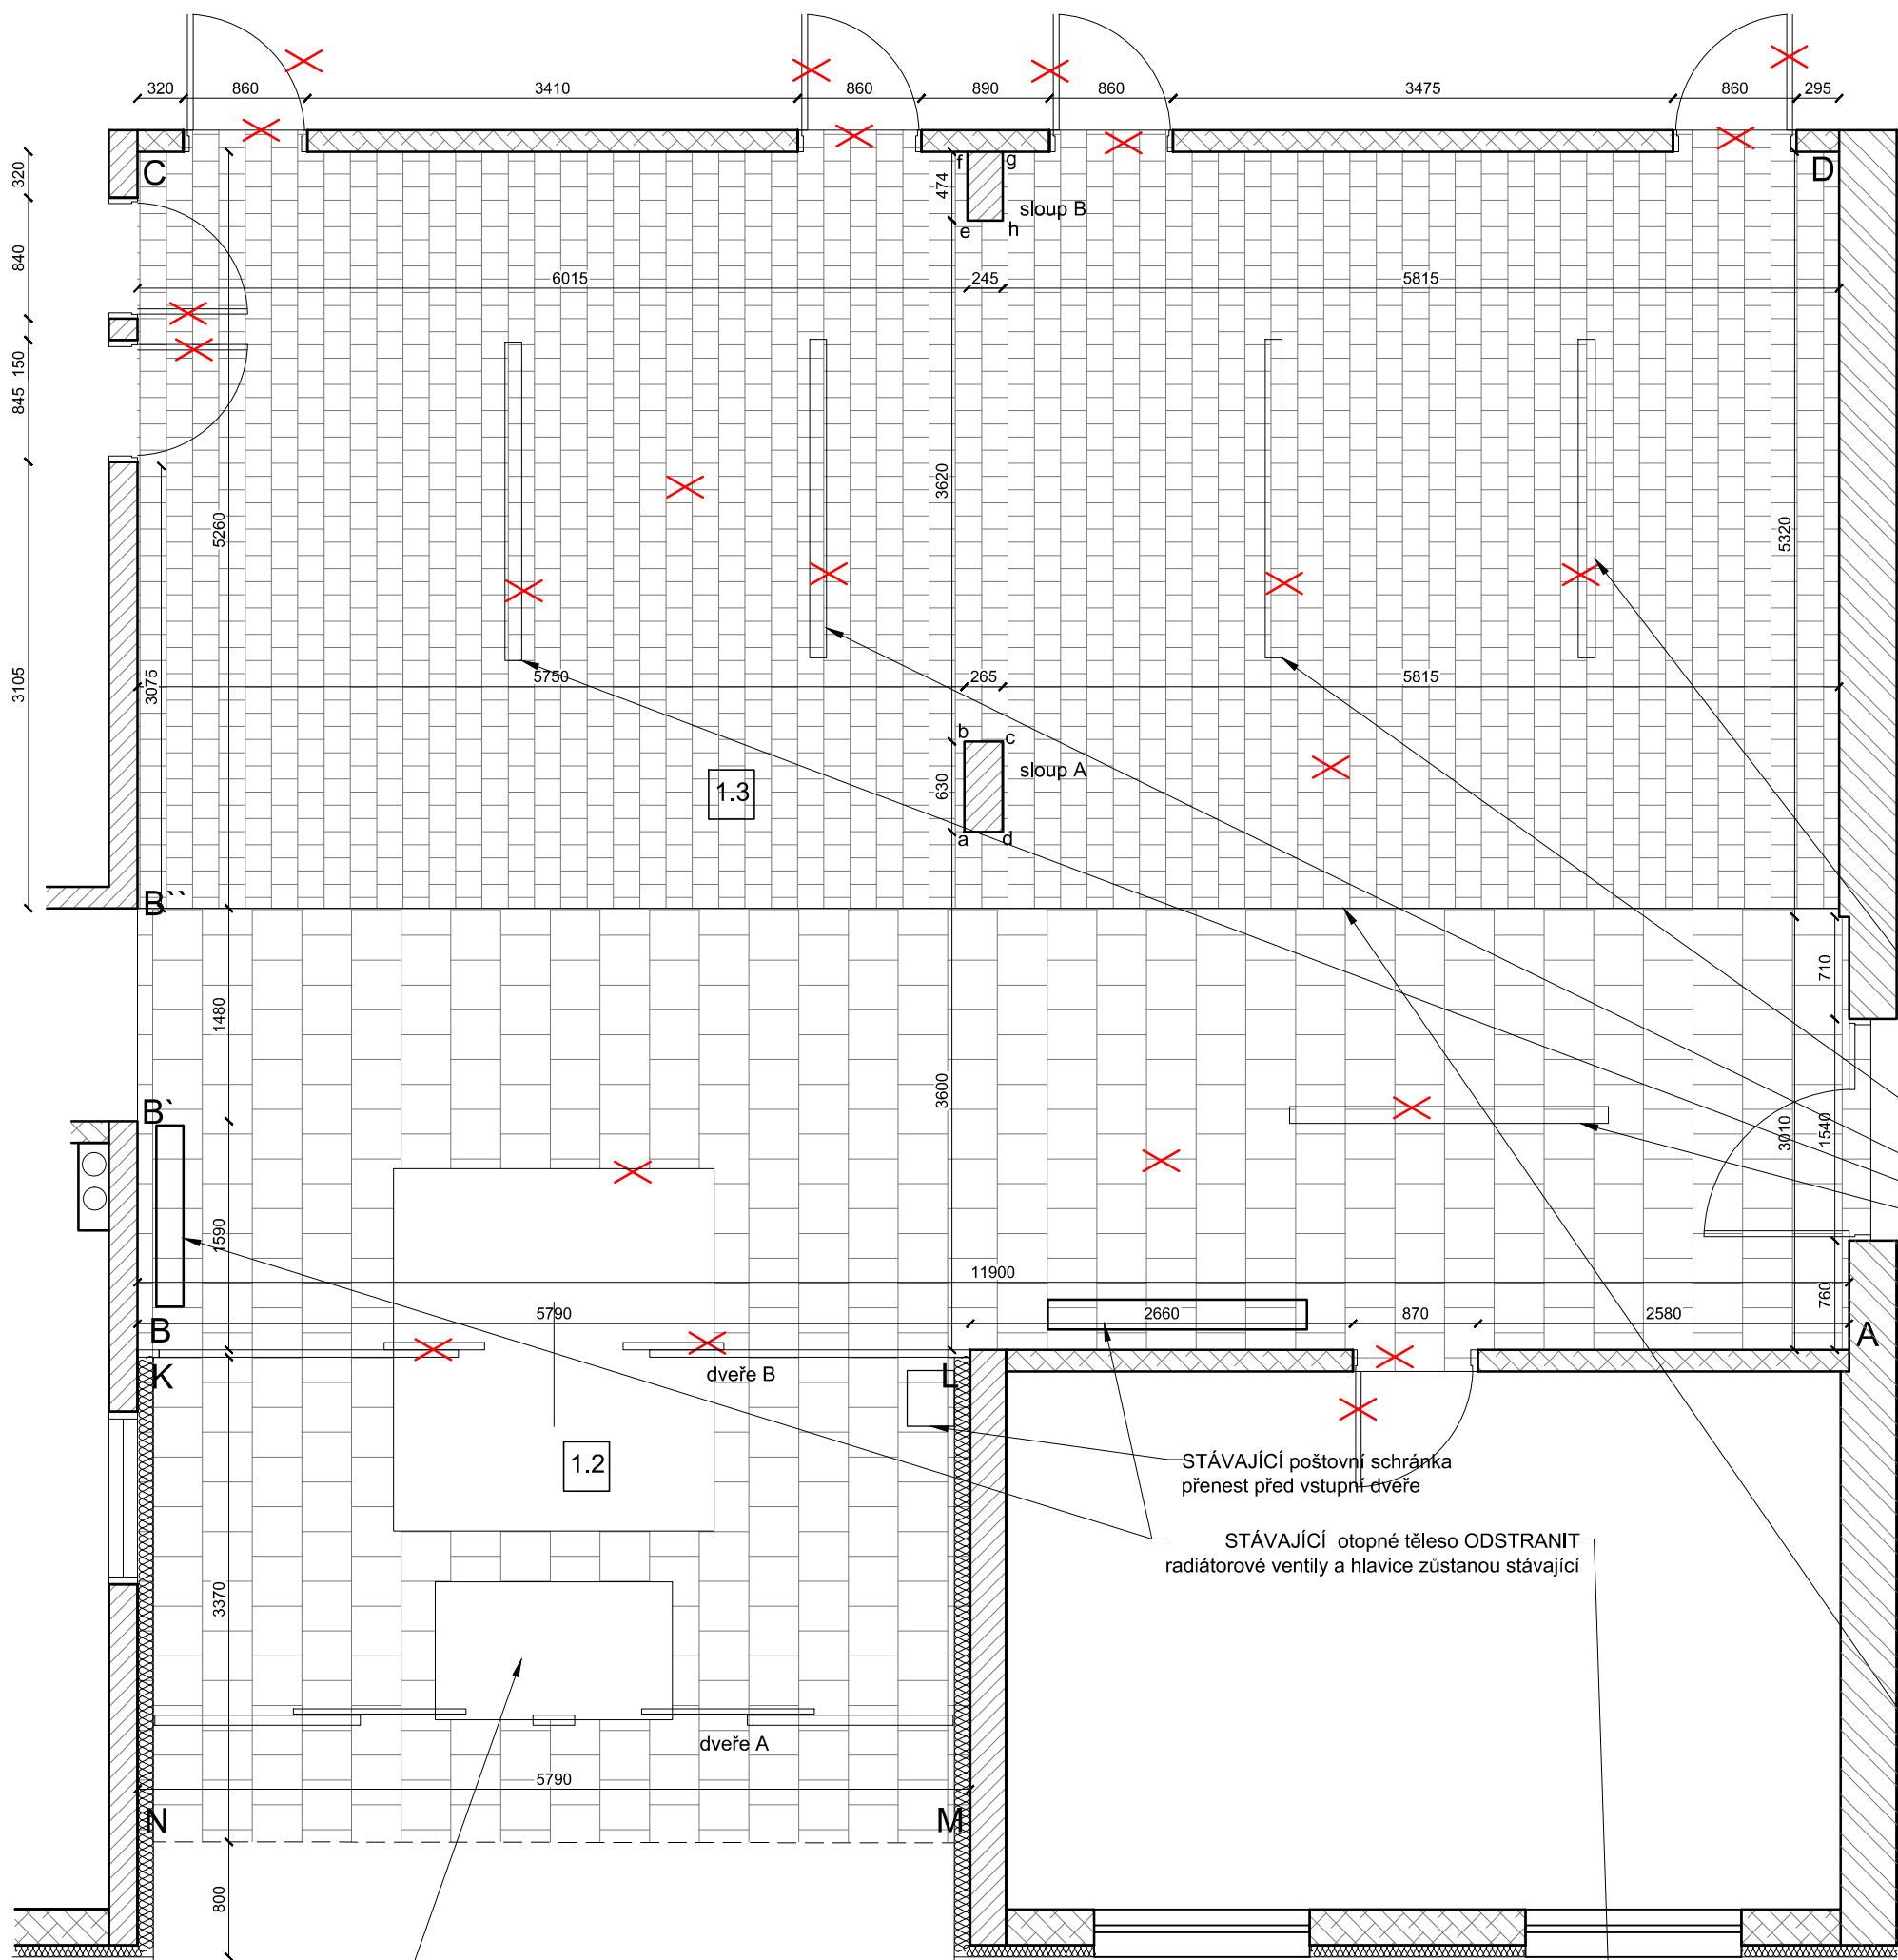 320 860 3410 860 890 860 3475 860 295
C f g D
320
474
sloup B
e h
840
6015 245 5815
150
845
3620
5260
5320
3105
3075
5750 265 5815
b c
sloup A
630
1.3
a d
B``
710
1480
3600
B`
3010
1540
1590
11900
760
5790 2660 870 2580
B A
K dveře B L
STÁVAJÍCÍ poštovní schránka
přenest před vstupní dveře
1.2
STÁVAJÍCÍ otopné těleso ODSTRANIT
radiátorové ventily a hlavice zůstanou stávající
3370
dveře A
5790
N M
800